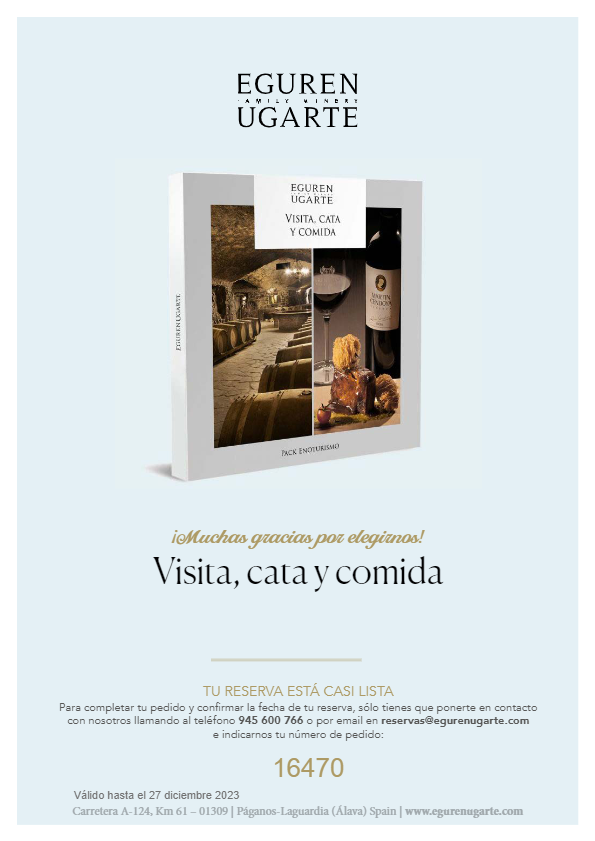 EGUREN
FAMILY WINERY
UGARTE
EGUREN
UGARTE
VISITA, CATA
Y COMIDA
EGUREN UGARTE
MARTIN
CENDOYA
PACK ENOTURISMO
¡Muchas gracias por elegirnos!
Visita, cata y comida
TU RESERVA ESTÁ CASI LISTA
Para completar tu pedido y confirmar la fecha de tu reserva, sólo tienes que ponerte en contacto
con nosotros llamando al teléfono 945 600 766 o por email en reservas@egurenugarte.com
e indicarnos tu número de pedido:
16470
Válido hasta el 27 diciembre 2023
Carretera A-124, Km 61 – 01309 | Páganos-Laguardia (Álava) Spain | www.egurenugarte.com